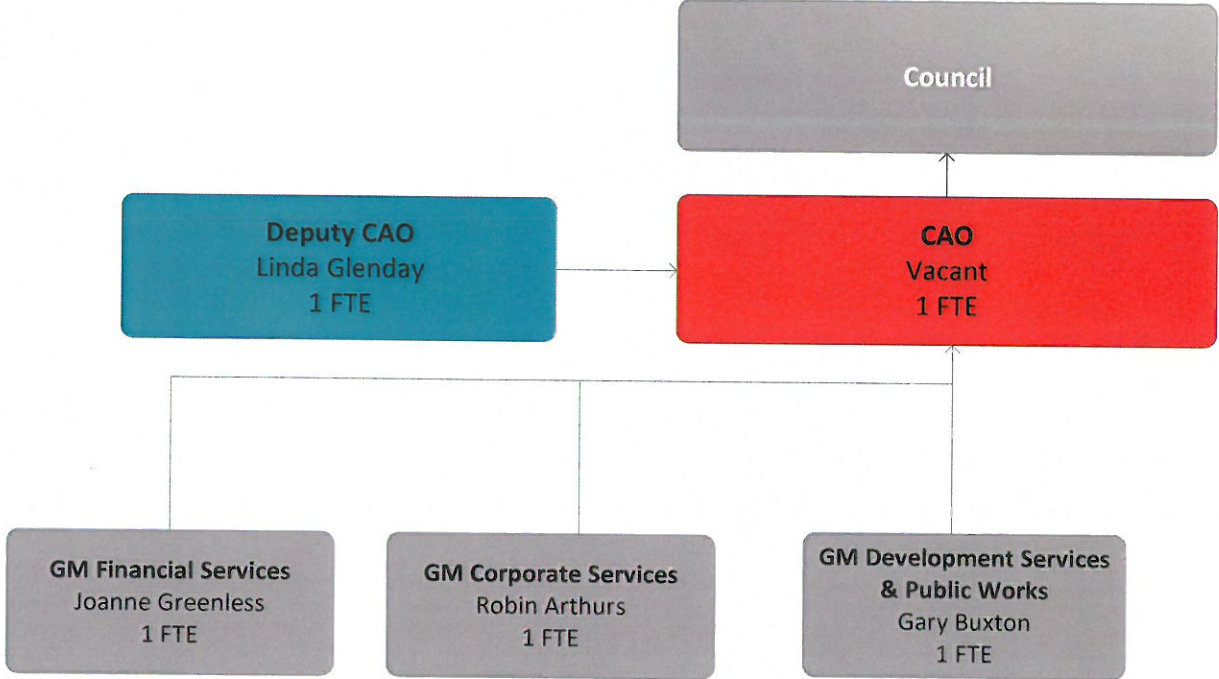 Council
Deputy CAO
Linda Glenday
1 FTE
CAO
Vacant
1 FTE
GM Financial Services
Joanne Greenless
1 FTE
GM Corporate Services
Robin Arthurs
1 FTE
GM Development Services
& Public Works
Gary Buxton
1 FTE